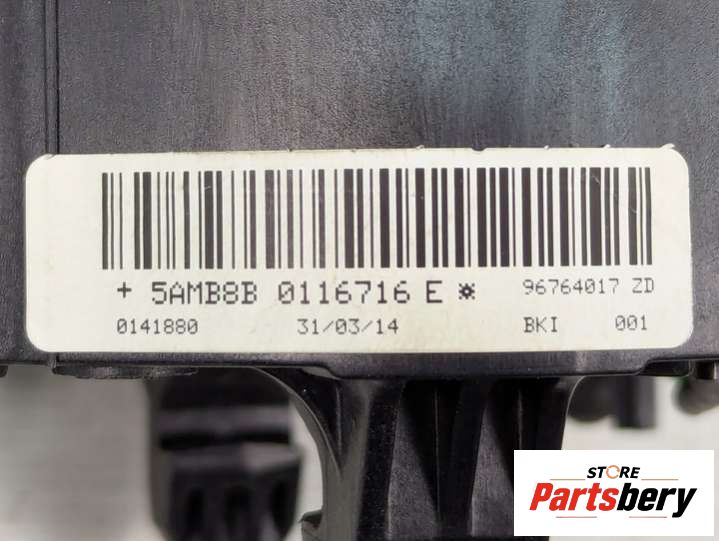 + 5AMB8B 0116716 E ☼ 96764017 ZD
0141880 31/03/14 BKI 001
STORE
Partsbery